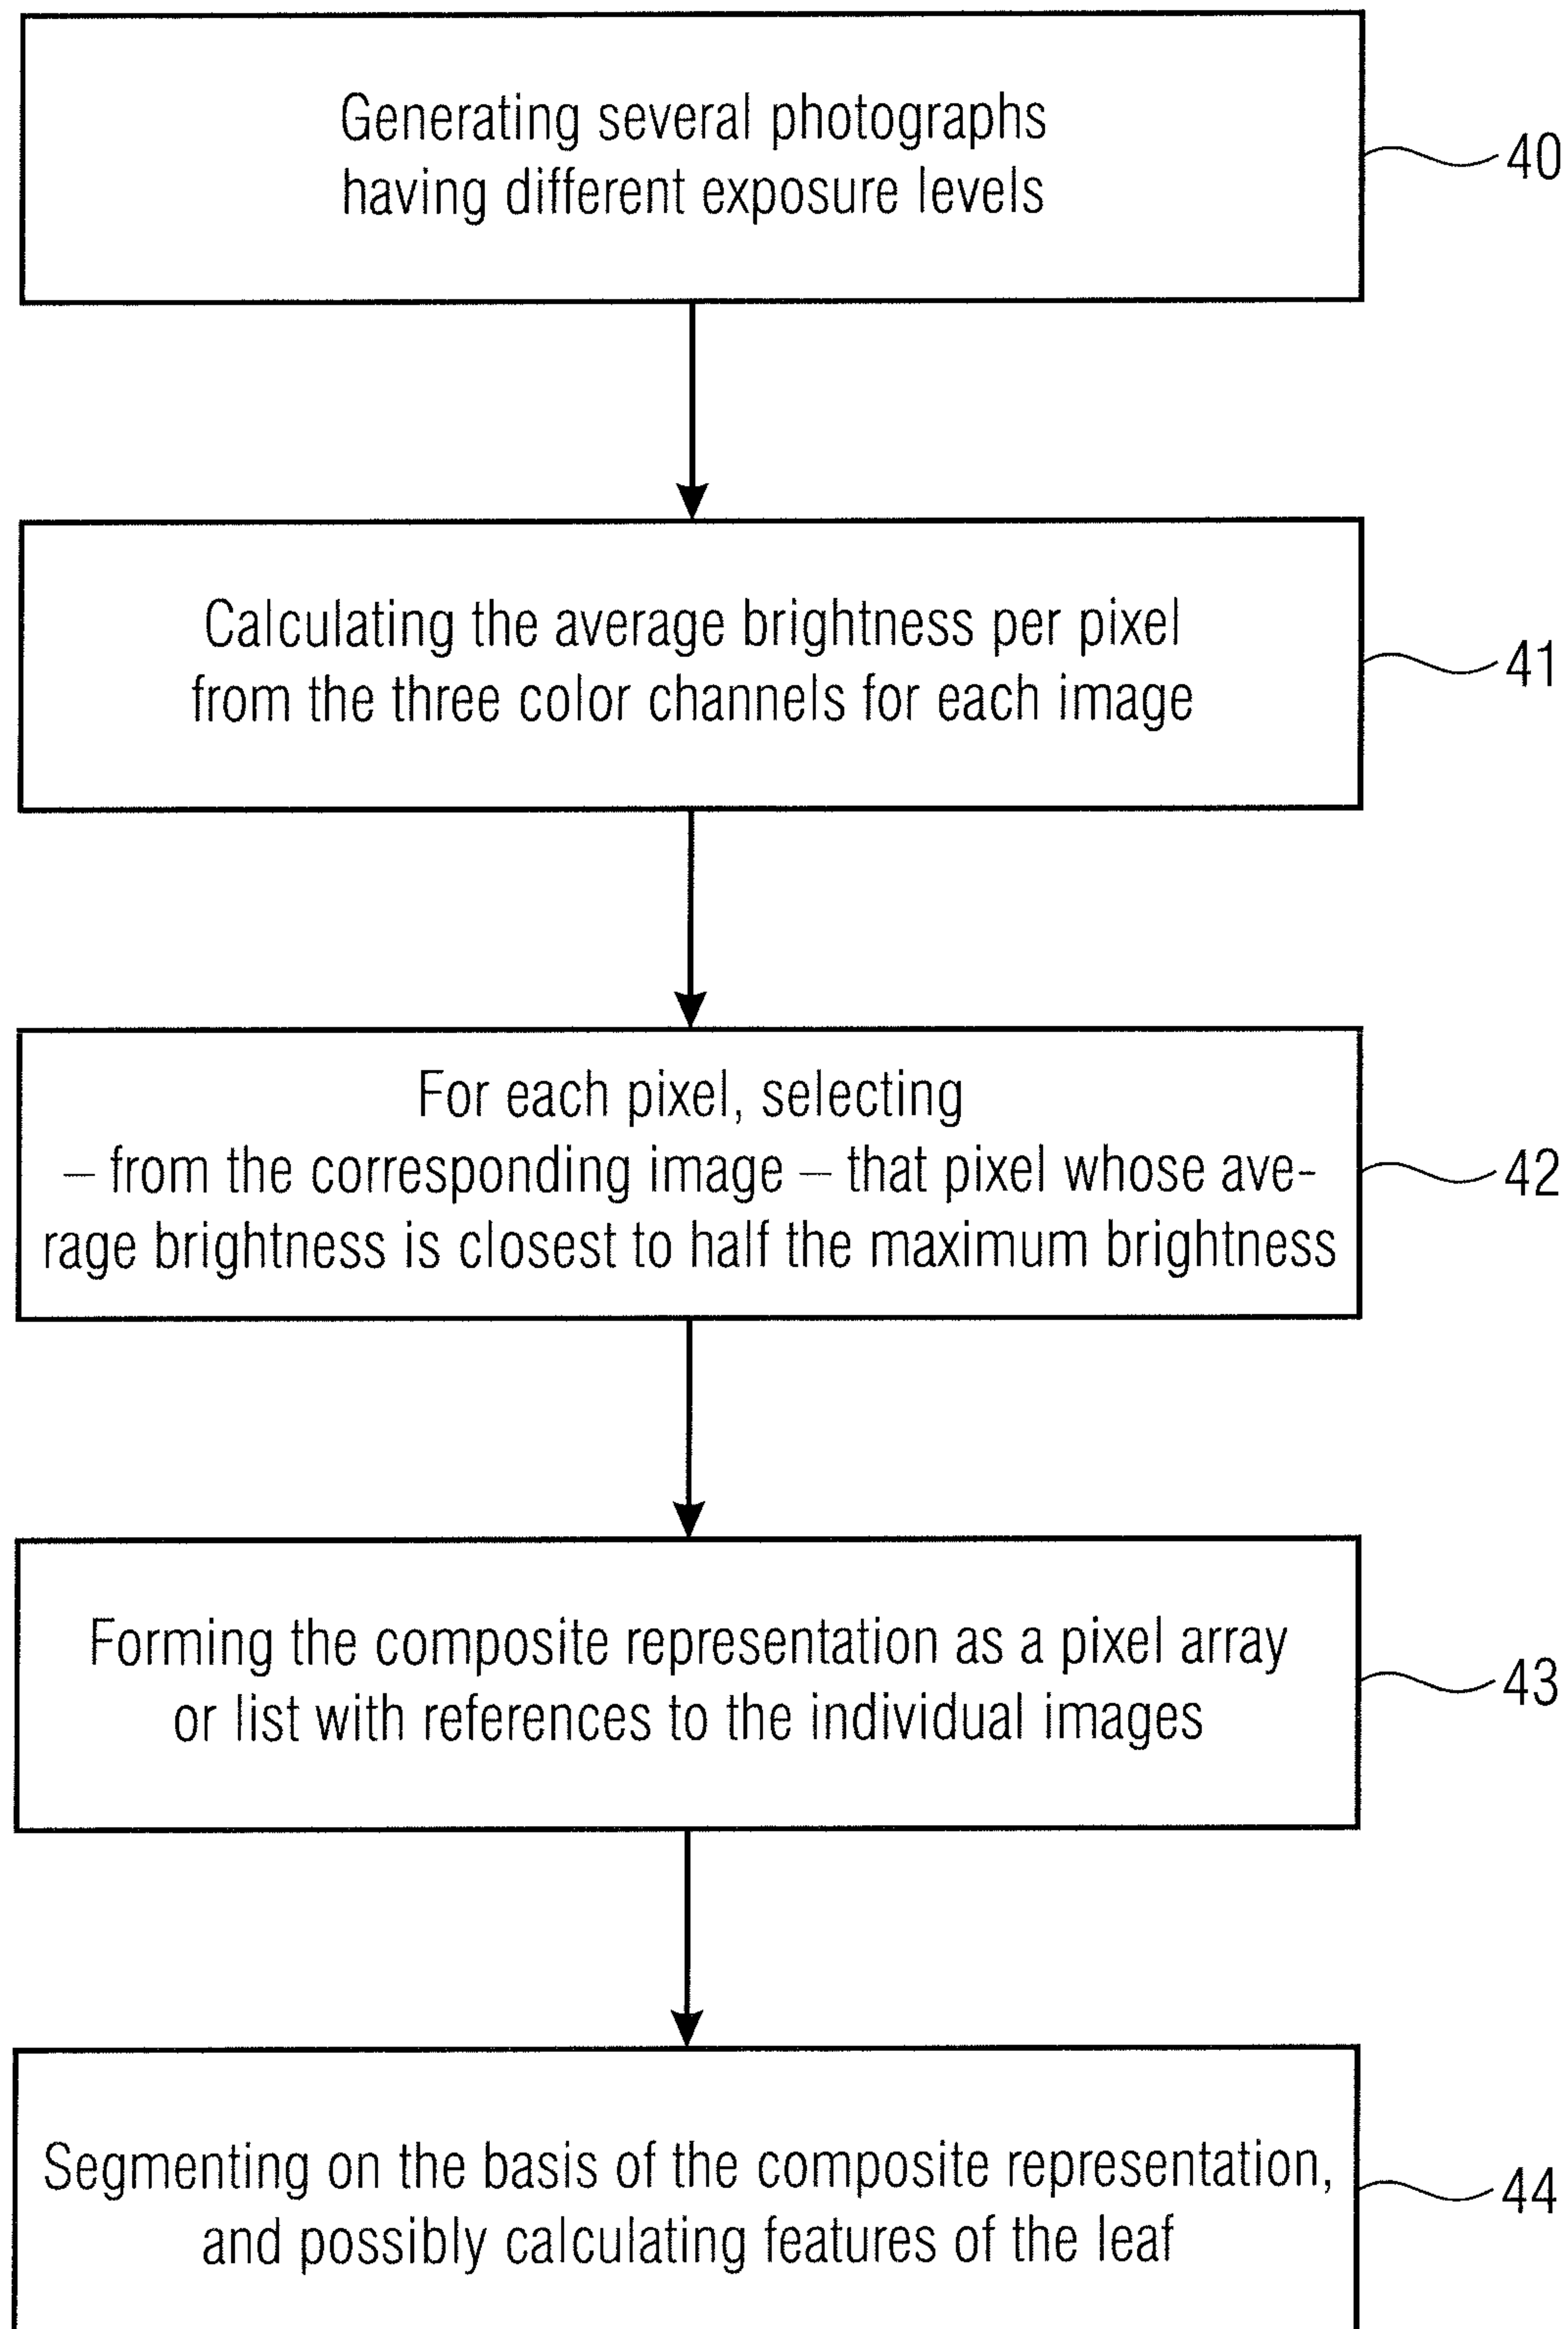 Generating several photographs
having different exposure levels
40
Calculating the average brightness per pixel
from the three color channels for each image
41
For each pixel, selecting
– from the corresponding image – that pixel whose ave-
rage brightness is closest to half the maximum brightness
42
Forming the composite representation as a pixel array
or list with references to the individual images
43
Segmenting on the basis of the composite representation,
and possibly calculating features of the leaf
44